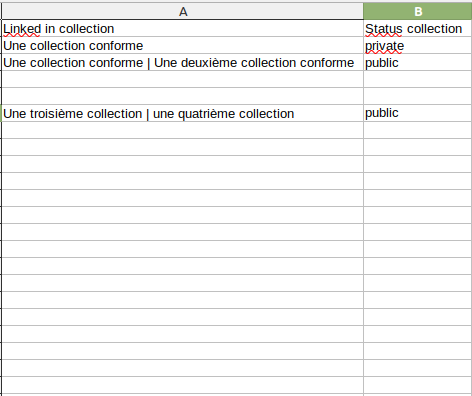 A B
Linked in collection Status collection
Une collection conforme private
Une collection conforme | Une deuxième collection conforme public
Une troisième collection | une quatrième collection public